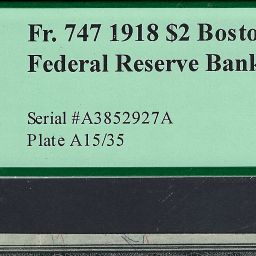 Fr. 747 1918 $2 Bosto
Federal Reserve Bank
Serial #A3852927A
Plate A15/35